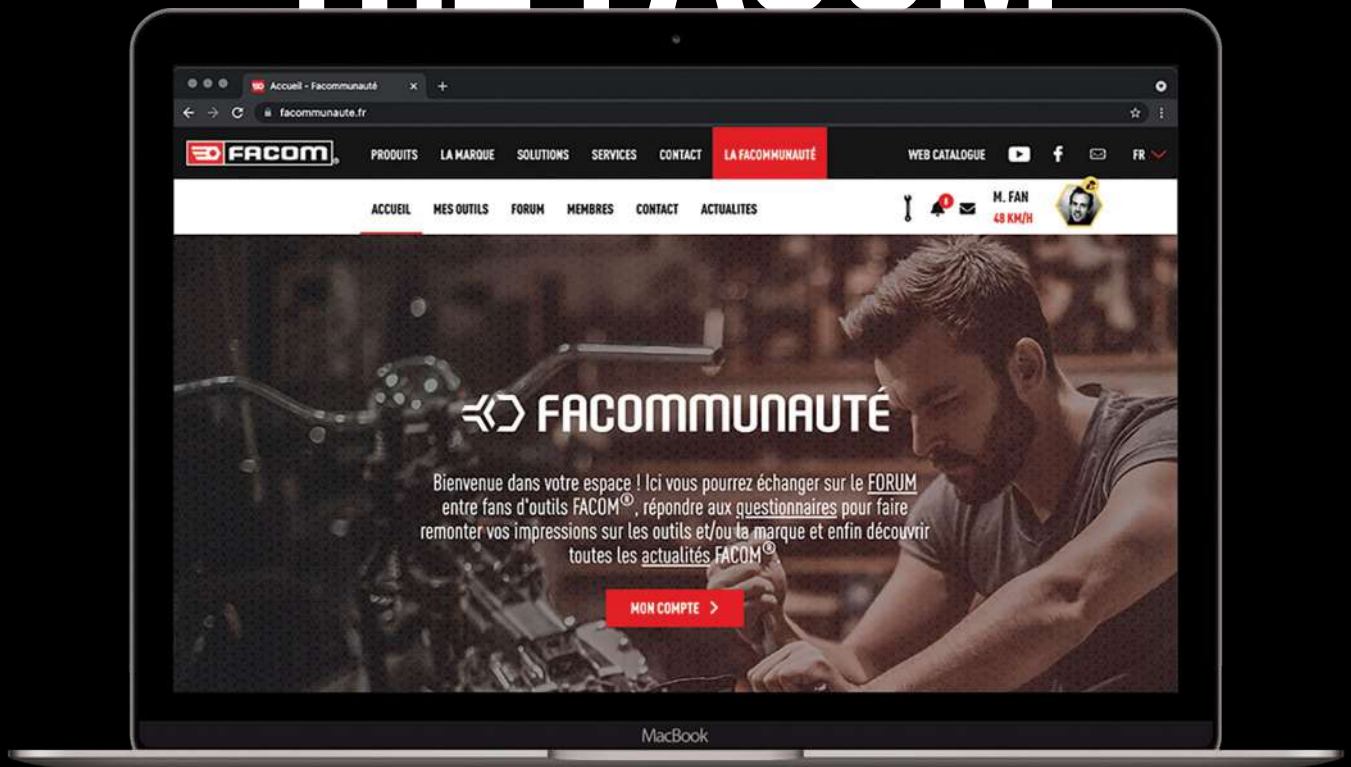 THE FACOM
Accueil - Facommunauté
facommunaute.fr
FACOM® PRODUITS LA MARQUE SOLUTIONS SERVICES CONTACT LA FACOMMUNAUTÉ WEB CATALOGUE FR
ACCUEIL MES OUTILS FORUM MEMBRES CONTACT ACTUALITES M. FAN
48 KM/H
FACOMMUNAUTÉ
Bienvenue dans votre espace ! Ici vous pourrez échanger sur le FORUM
entre fans d'outils FACOM®, répondre aux questionnaires pour faire
remonter vos impressions sur les outils et/ou la marque et enfin découvrir
toutes les actualités FACOM®.
MON COMPTE
MacBook